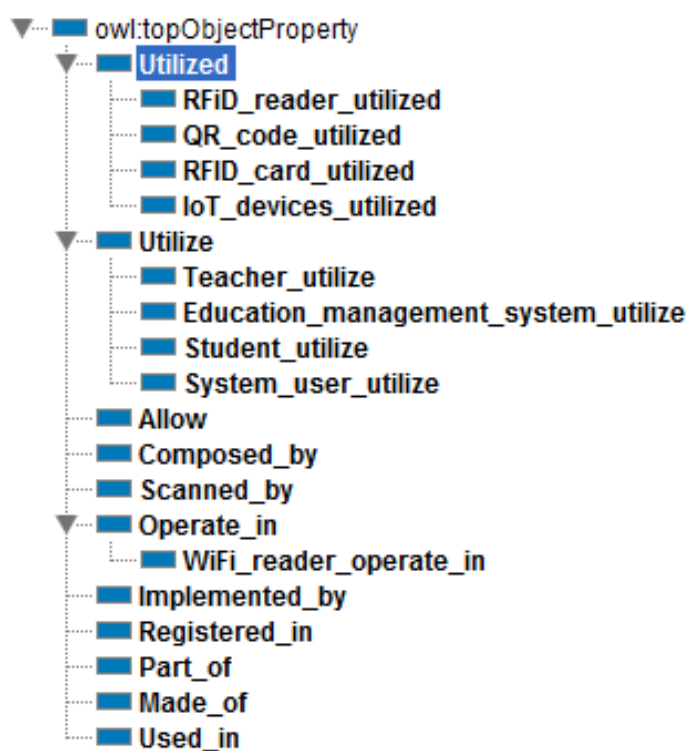 owl:topObjectProperty
Utilized
RFiD_reader_utilized
QR_code_utilized
RFID_card_utilized
IoT_devices_utilized
Utilize
Teacher_utilize
Education_management_system_utilize
Student_utilize
System_user_utilize
Allow
Composed_by
Scanned_by
Operate_in
WiFi_reader_operate_in
Implemented_by
Registered_in
Part_of
Made_of
Used_in